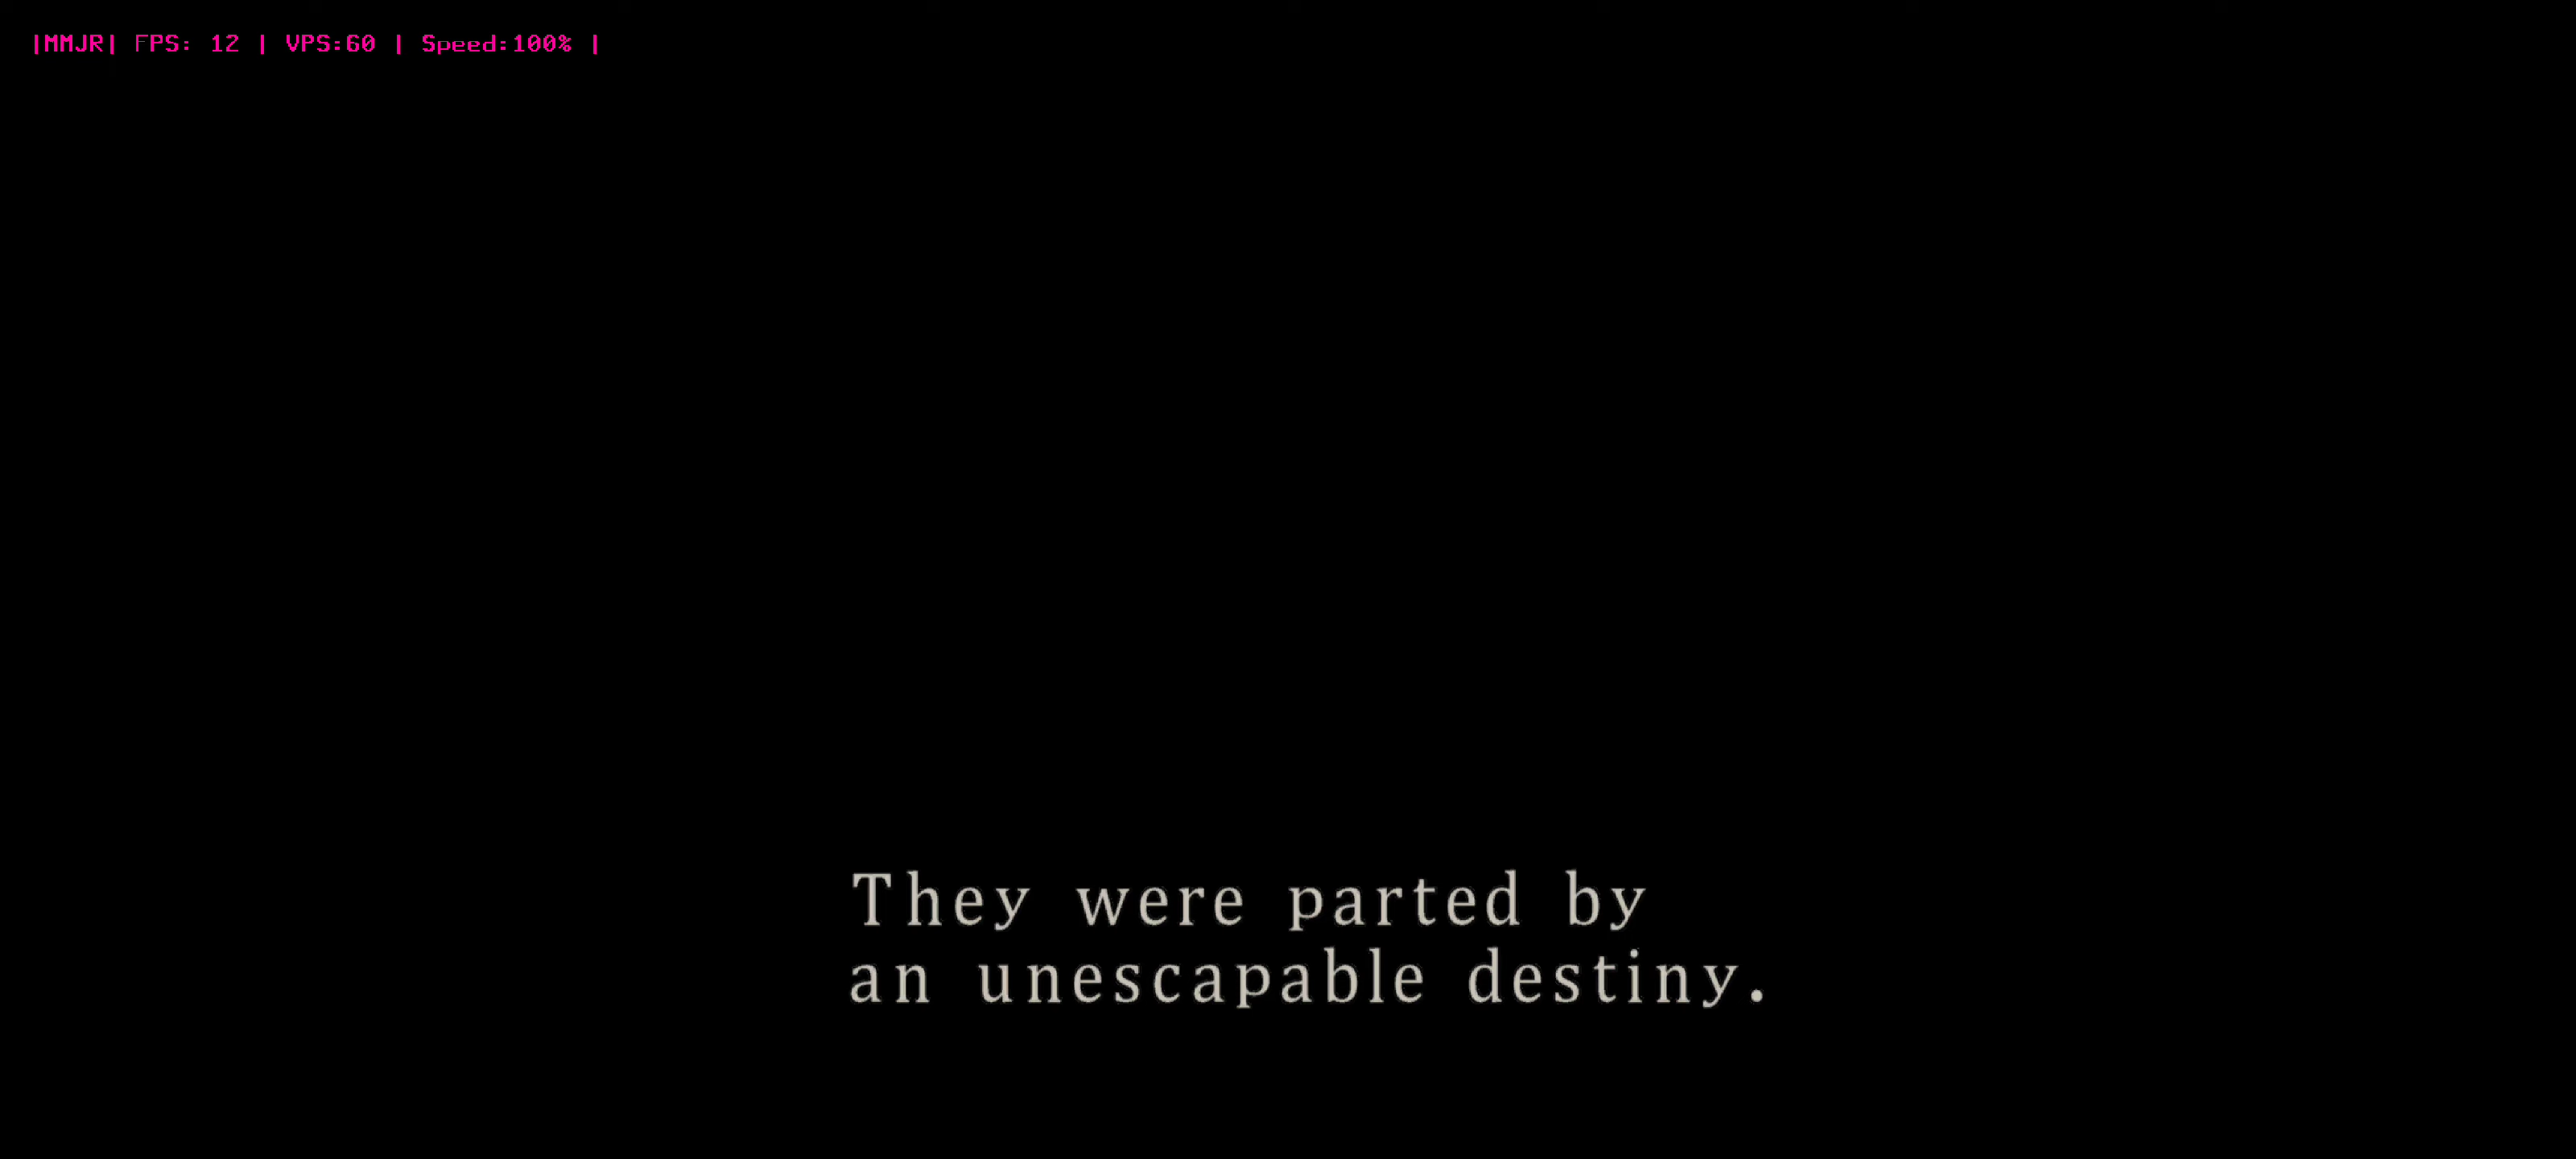 |MMJR| FPS: 12 | VPS:60 | Speed:100% |
They were parted by
an unescapable destiny.